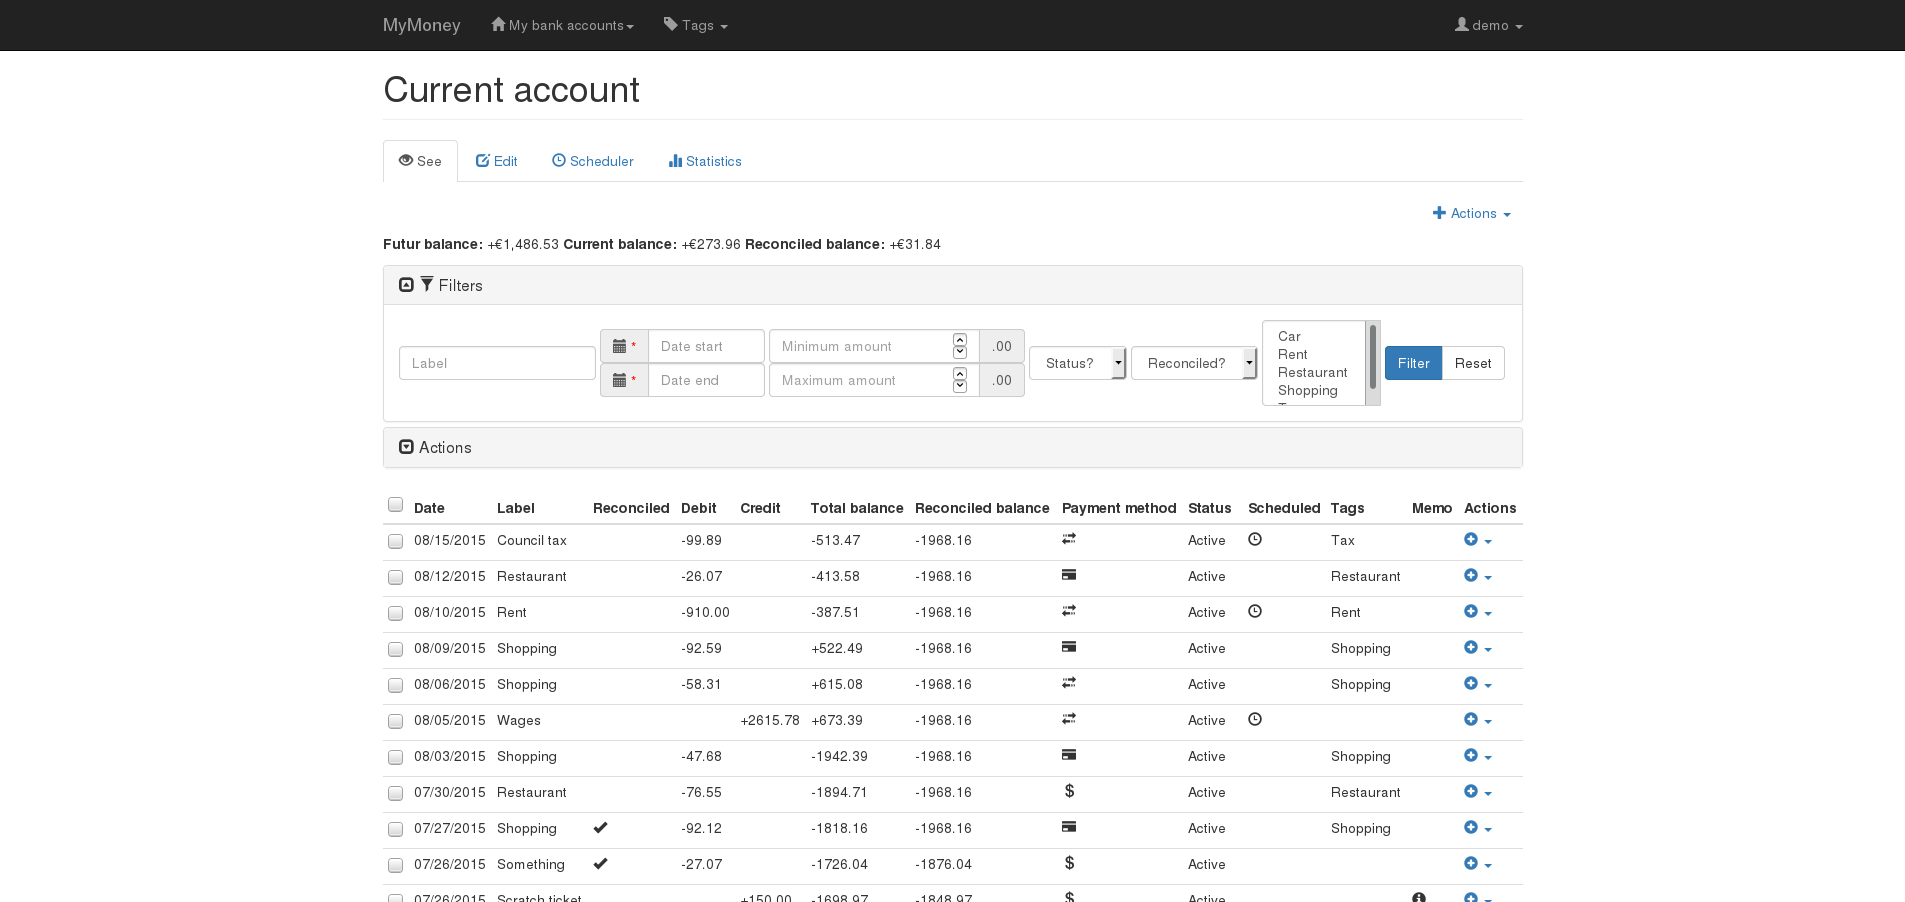 MyMoney My bank accounts Tags demo
Current account
See Edit Scheduler Statistics
Actions
Futur balance: +€1,486.53 Current balance: +€273.96 Reconciled balance: +€31.84
Filters
Label
* Date start
* Date end
Minimum amount .00
Maximum amount .00
Status?
Reconciled?
Car
Rent
Restaurant
Shopping
Filter Reset
Actions
Date Label Reconciled Debit Credit Total balance Reconciled balance Payment method Status Scheduled Tags Memo Actions
08/15/2015 Council tax -99.89 -513.47 -1968.16 Active Tax
08/12/2015 Restaurant -26.07 -413.58 -1968.16 Active Restaurant
08/10/2015 Rent -910.00 -387.51 -1968.16 Active Rent
08/09/2015 Shopping -92.59 +522.49 -1968.16 Active Shopping
08/06/2015 Shopping -58.31 +615.08 -1968.16 Active Shopping
08/05/2015 Wages +2615.78 +673.39 -1968.16 Active
08/03/2015 Shopping -47.68 -1942.39 -1968.16 Active Shopping
07/30/2015 Restaurant -76.55 -1894.71 -1968.16 $ Active Restaurant
07/27/2015 Shopping -92.12 -1818.16 -1968.16 Active Shopping
07/26/2015 Something -27.07 -1726.04 -1876.04 $ Active
07/26/2015 Scratch ticket +150.00 -1698.97 -1848.97 $ Active